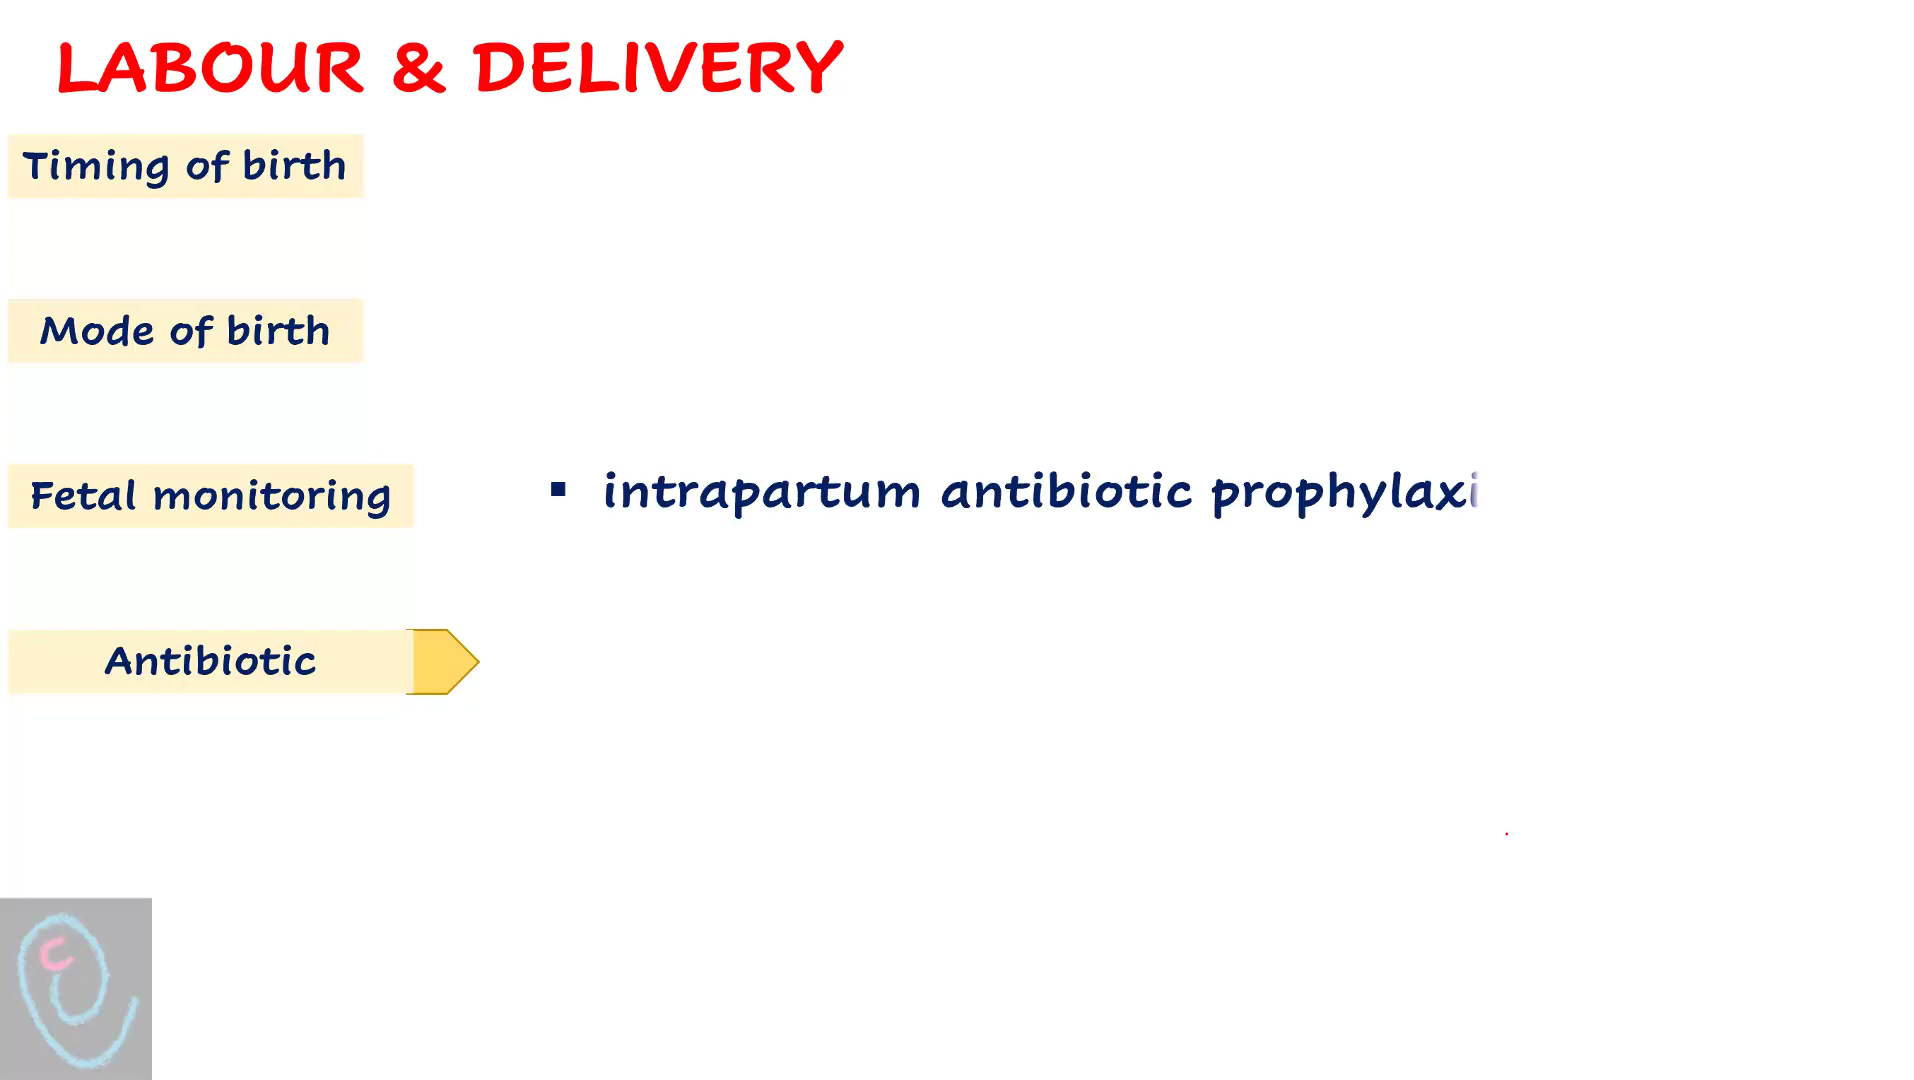 LABOUR & DELIVERY
Timing of birth
Mode of birth
Fetal monitoring
▪ intrapartum antibiotic prophylaxi
Antibiotic